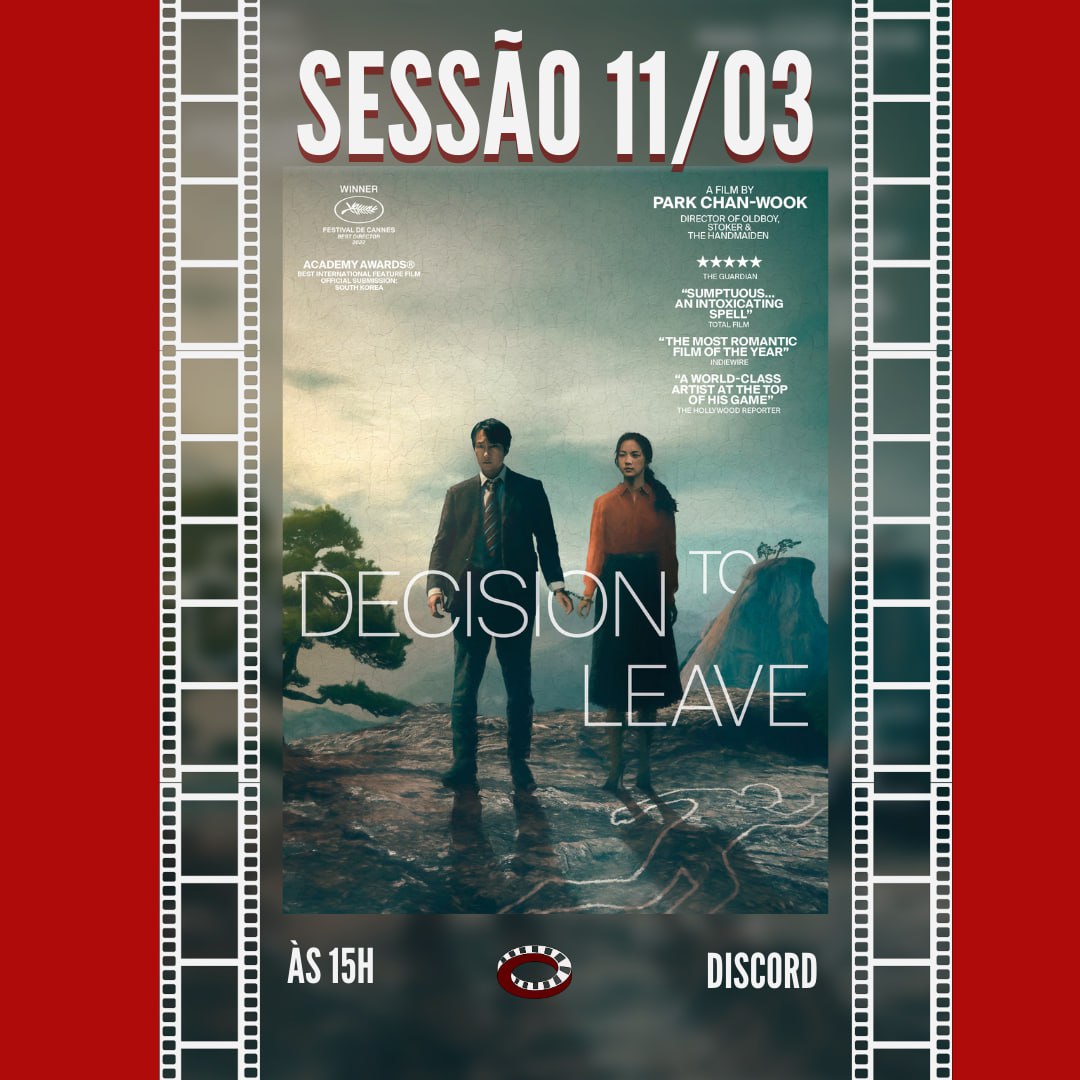 SESSÃO 11/03
WINNER
FESTIVAL DE CANNES
BEST DIRECTOR
2022
ACADEMY AWARDS®
BEST INTERNATIONAL FEATURE FILM
OFFICIAL SUBMISSION:
SOUTH KOREA
A FILM BY
PARK CHAN-WOOK
DIRECTOR OF OLDBOY,
STOKER &
THE HANDMAIDEN
★★★★★
THE GUARDIAN
“SUMPTUOUS...
AN INTOXICATING
SPELL”
TOTAL FILM
“THE MOST ROMANTIC
FILM OF THE YEAR”
INDIEWIRE
“A WORLD-CLASS
ARTIST AT THE TOP
OF HIS GAME”
THE HOLLYWOOD REPORTER
DECISION TO
LEAVE
ÀS 15H
DISCORD